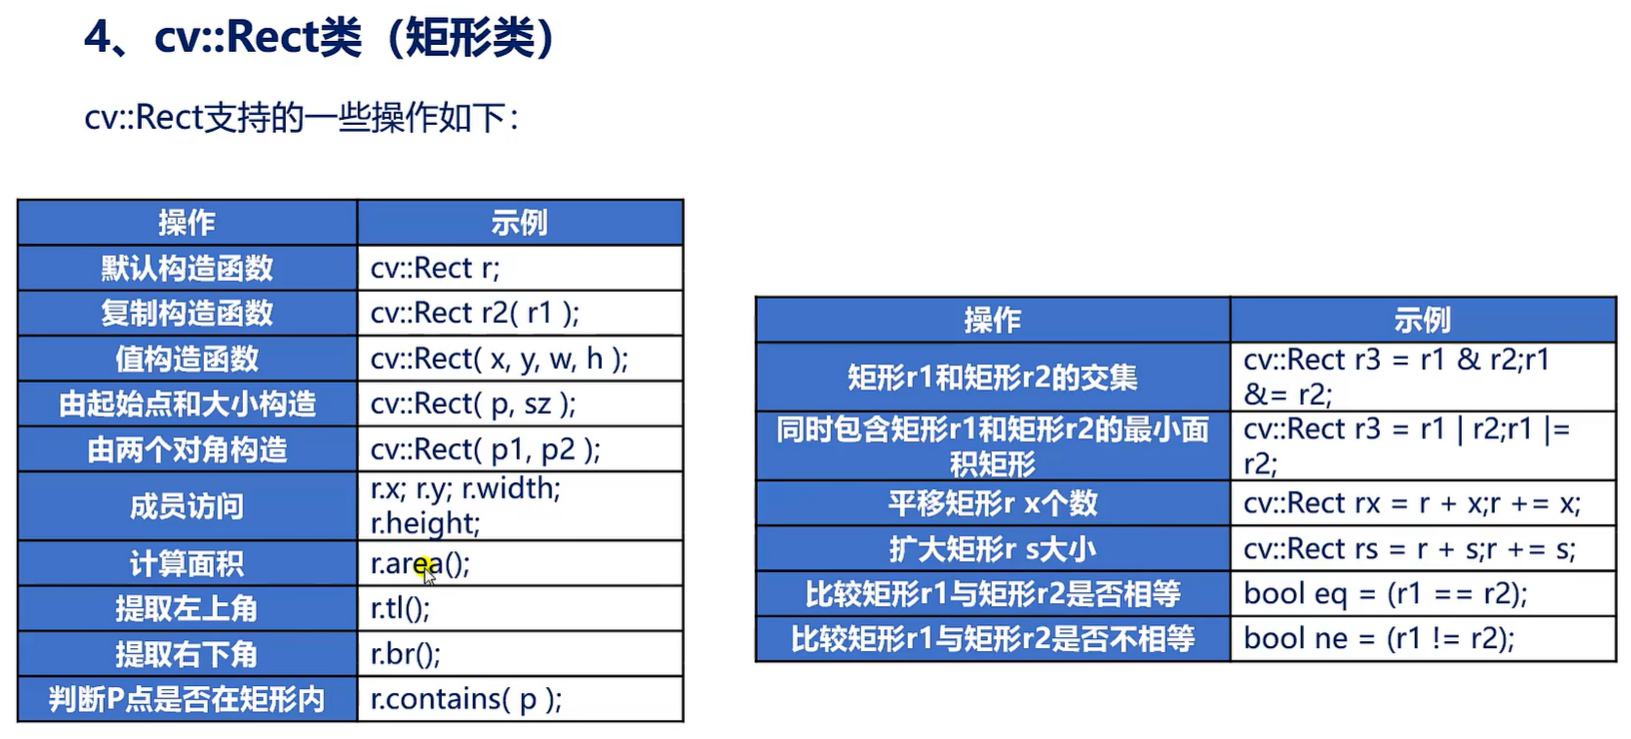 4、cv::Rect类（矩形类）
cv::Rect支持的一些操作如下：
操作 示例
默认构造函数 cv::Rect r;
复制构造函数 cv::Rect r2( r1 );
值构造函数 cv::Rect( x, y, w, h );
由起始点和大小构造 cv::Rect( p, sz );
由两个对角构造 cv::Rect( p1, p2 );
成员访问 r.x; r.y; r.width;
r.height;
计算面积 r.area();
提取左上角 r.tl();
提取右下角 r.br();
判断P点是否在矩形内 r.contains( p );
操作 示例
矩形r1和矩形r2的交集 cv::Rect r3 = r1 & r2;r1
&= r2;
同时包含矩形r1和矩形r2的最小面 cv::Rect r3 = r1 | r2;r1 |=
积矩形 r2;
平移矩形r x个数 cv::Rect rx = r + x;r += x;
扩大矩形r s大小 cv::Rect rs = r + s;r += s;
比较矩形r1与矩形r2是否相等 bool eq = (r1 == r2);
比较矩形r1与矩形r2是否不相等 bool ne = (r1 != r2);